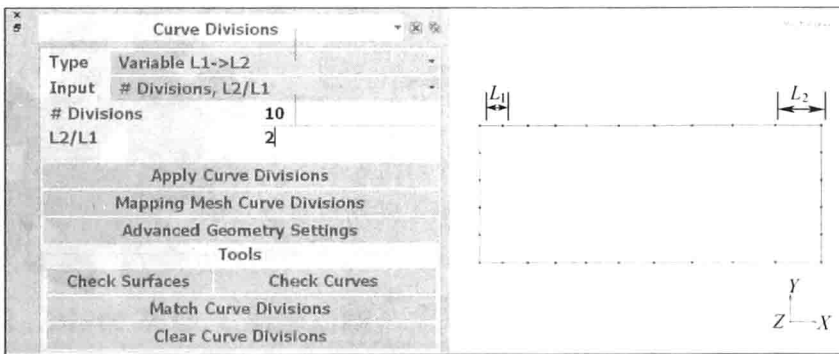 Curve Divisions
Type Variable L1->L2
Input # Divisions, L2/L1
# Divisions 10
L2/L1 2
Apply Curve Divisions
Mapping Mesh Curve Divisions
Advanced Geometry Settings
Tools
Check Surfaces Check Curves
Match Curve Divisions
Clear Curve Divisions
L₁
L₂
Y
Z X